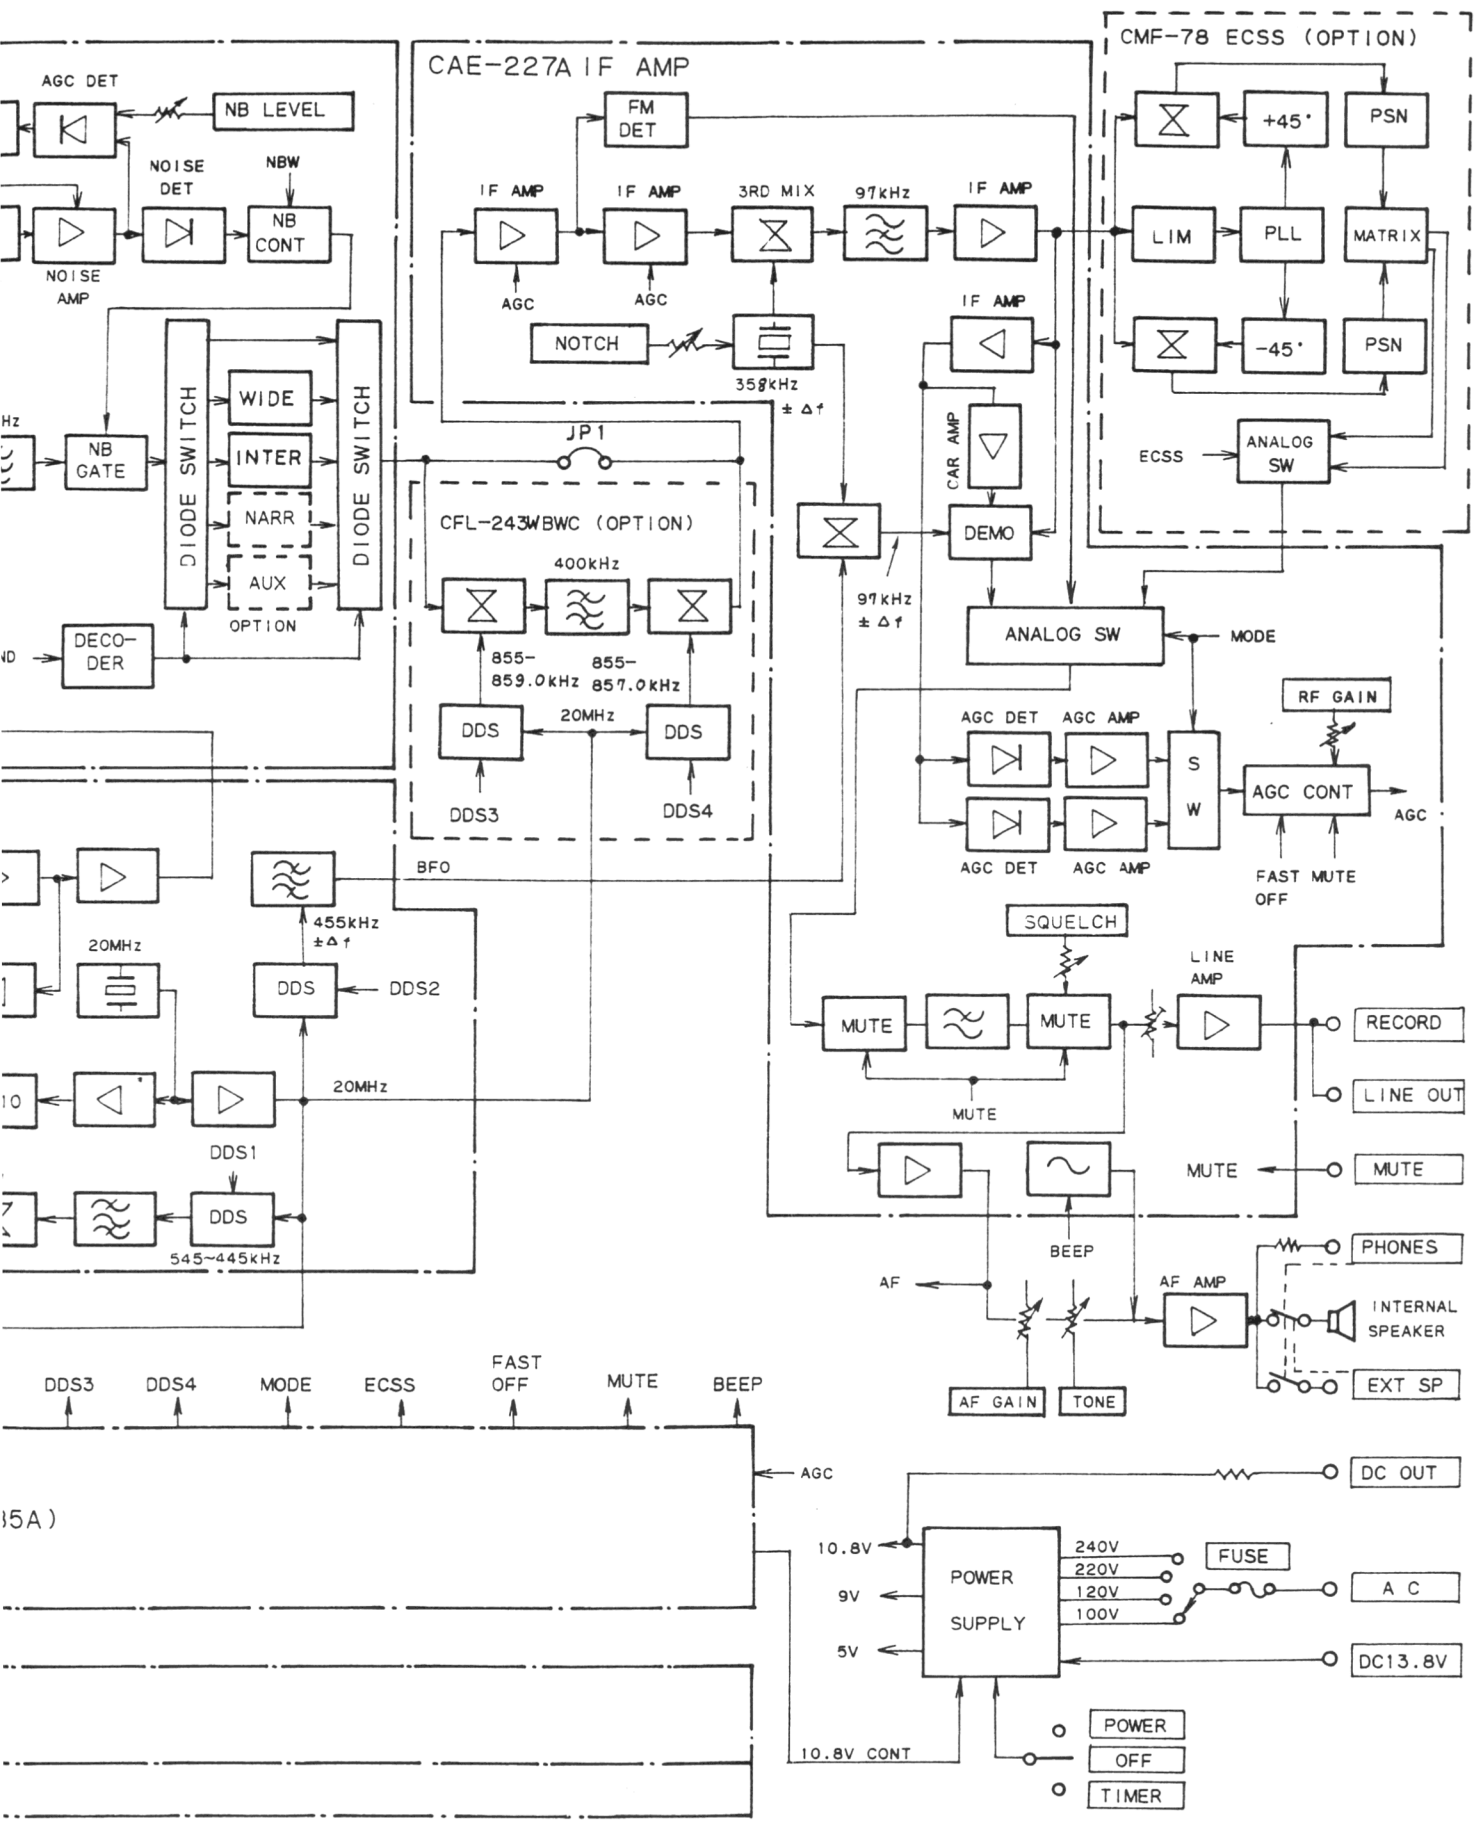 CMF-78 ECSS (OPTION)
CAE-227A IF AMP
AGC DET
NB LEVEL
FM
DET
+45°
PSN
NOISE
DET
NBW
IF AMP
IF AMP
3RD MIX
97kHz
IF AMP
NB
CONT
LIM
PLL
MATRIX
NOISE
AMP
AGC
AGC
IF AMP
NOTCH
-45°
PSN
358kHz
± Δf
DIODE SWITCH
WIDE
DIODE SWITCH
Hz
JP1
CAR AMP
NB
GATE
INTER
ECSS
ANALOG
SW
NARR
CFL-243WBWC (OPTION)
DEMO
AUX
400kHz
97kHz
± Δf
OPTION
ANALOG SW
MODE
ND
DECO-
DER
855-
859.0kHz
855-
857.0kHz
RF GAIN
DDS
20MHz
DDS
AGC DET
AGC AMP
S
W
AGC CONT
AGC
DDS3
DDS4
AGC DET
AGC AMP
BFO
FAST
OFF
MUTE
455kHz
±Δf
SQUELCH
20MHz
LINE
AMP
DDS
DDS2
MUTE
MUTE
RECORD
10
20MHz
LINE OUT
MUTE
DDS1
MUTE
MUTE
DDS
545~445kHz
BEEP
PHONES
AF
AF AMP
INTERNAL
SPEAKER
DDS3
DDS4
MODE
ECSS
FAST
OFF
MUTE
BEEP
AF GAIN
TONE
EXT SP
AGC
DC OUT
35A)
10.8V
POWER
SUPPLY
240V
220V
120V
100V
FUSE
A C
9V
5V
DC13.8V
10.8V CONT
POWER
OFF
TIMER